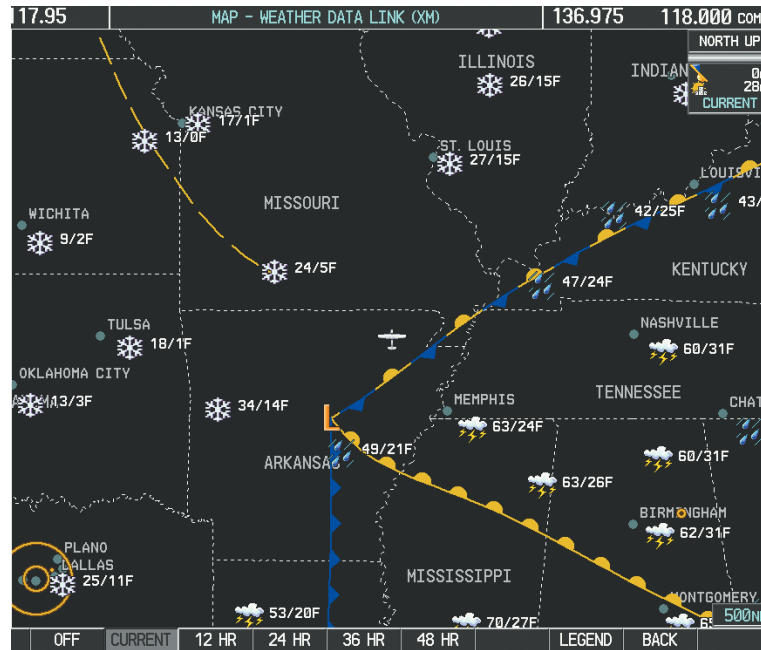 117.95 MAP – WEATHER DATA LINK (XM) 136.975 118.000 COM
NORTH UP
ILLINOIS
INDIAN
26/15F
CURRENT
KANSAS CITY
17/1F
13/0F
ST. LOUIS
27/15F
LOUISVI
MISSOURI
42/25F
43/
WICHITA
9/2F
24/5F
47/24F
KENTUCKY
TULSA
18/1F
NASHVILLE
60/31F
OKLAHOMA CITY
13/3F
34/14F
L
MEMPHIS
63/24F
TENNESSEE
CHAT
49/21F
ARKANSAS
60/31F
63/26F
BIRMINGHAM
62/31F
PLANO
DALLAS
25/11F
MISSISSIPPI
MONTGOMERY
53/20F
70/27F
500N
OFF CURRENT 12 HR 24 HR 36 HR 48 HR LEGEND BACK